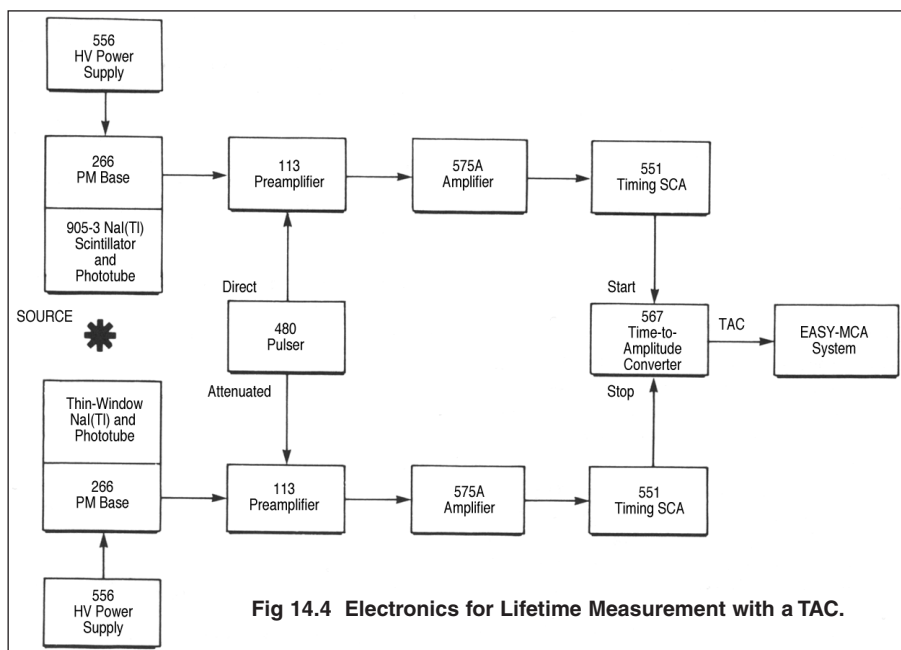 556
HV Power
Supply
266
PM Base
905-3 NaI(Tl)
Scintillator
and
Phototube
113
Preamplifier
575A
Amplifier
551
Timing SCA
Direct
Start
SOURCE
480
Pulser
567
Time-to-
Amplitude
Converter
TAC
EASY-MCA
System
Attenuated
Stop
Thin-Window
NaI(Tl) and
Phototube
266
PM Base
113
Preamplifier
575A
Amplifier
551
Timing SCA
556
HV Power
Supply
Fig 14.4 Electronics for Lifetime Measurement with a TAC.